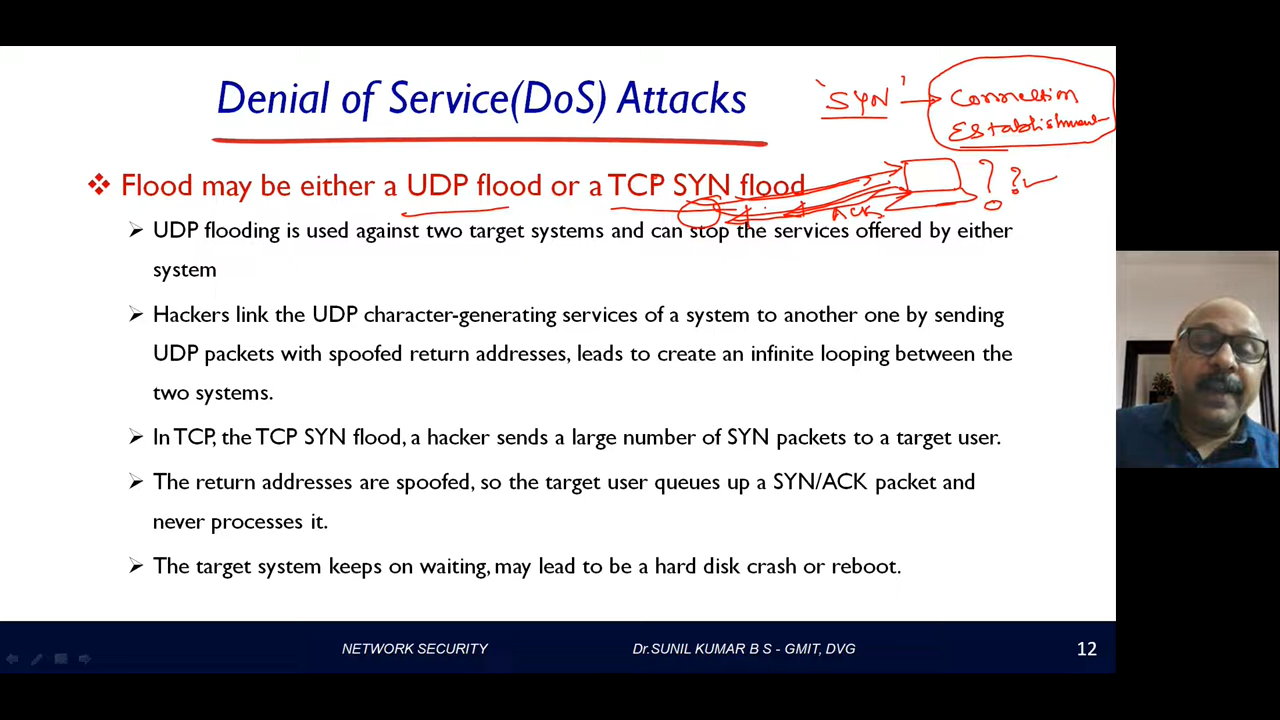 Denial of Service(DoS) Attacks
'SYN' → Connection
Establishment
❖ Flood may be either a UDP flood or a TCP SYN flood
? ?
ACK
➢ UDP flooding is used against two target systems and can stop the services offered by either
system
➢ Hackers link the UDP character-generating services of a system to another one by sending
UDP packets with spoofed return addresses, leads to create an infinite looping between the
two systems.
➢ In TCP, the TCP SYN flood, a hacker sends a large number of SYN packets to a target user.
➢ The return addresses are spoofed, so the target user queues up a SYN/ACK packet and
never processes it.
➢ The target system keeps on waiting, may lead to be a hard disk crash or reboot.
NETWORK SECURITY Dr.SUNIL KUMAR B S - GMIT, DVG 12